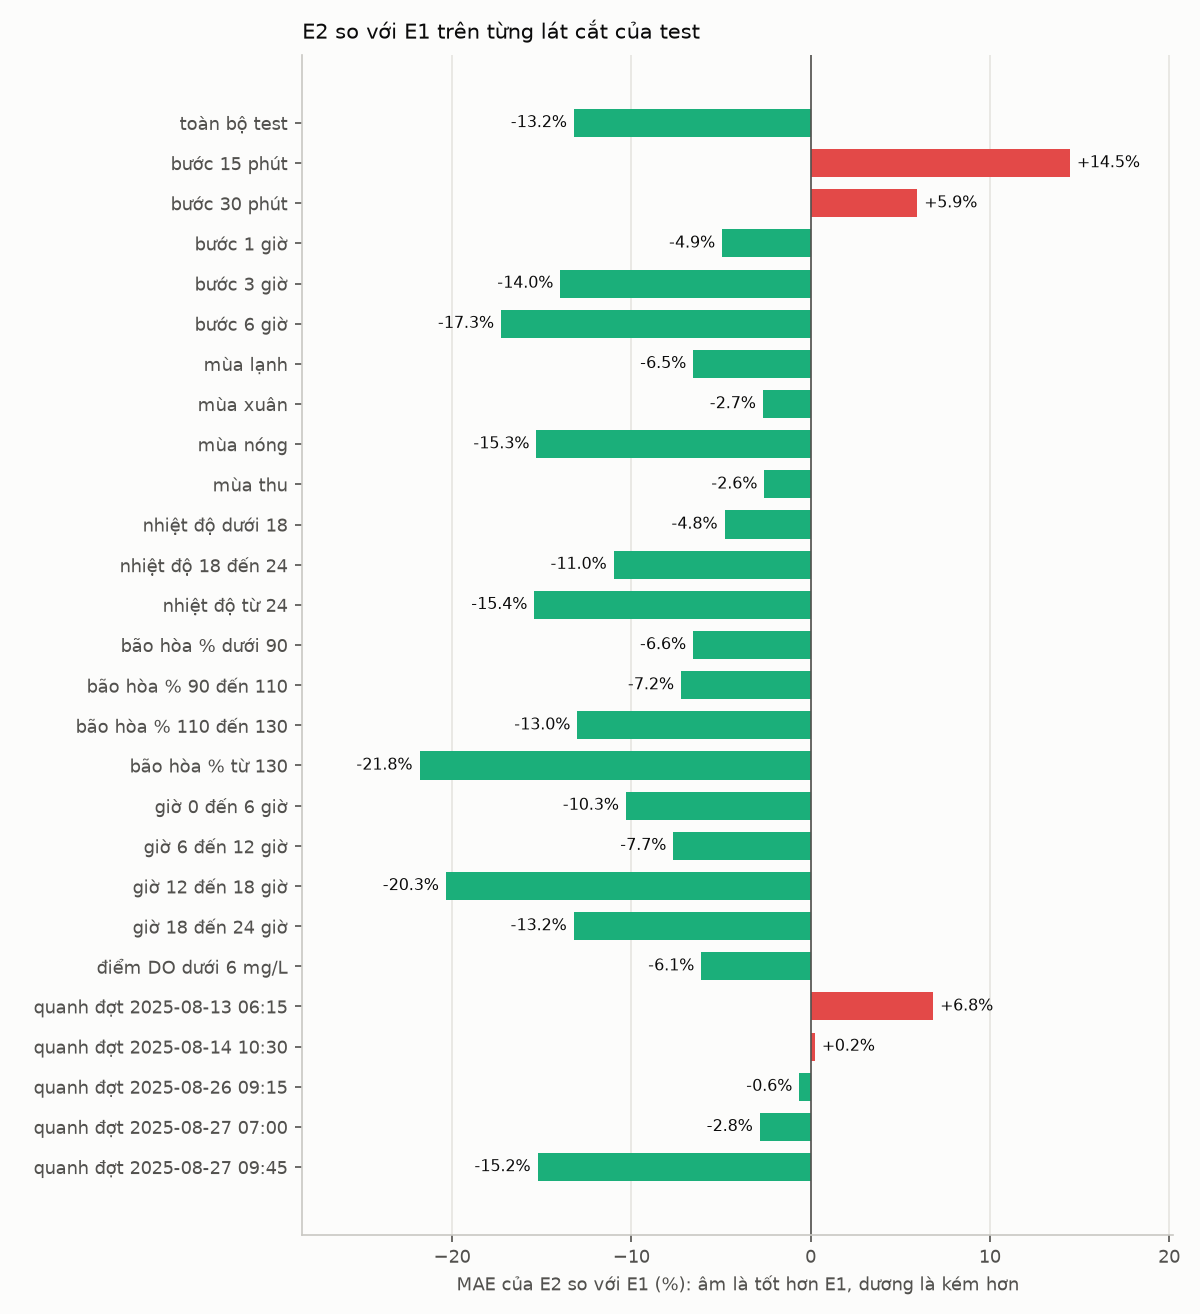 E2 so với E1 trên từng lát cắt của test
toàn bộ test -13.2%
bước 15 phút +14.5%
bước 30 phút +5.9%
bước 1 giờ -4.9%
bước 3 giờ -14.0%
bước 6 giờ -17.3%
mùa lạnh -6.5%
mùa xuân -2.7%
mùa nóng -15.3%
mùa thu -2.6%
nhiệt độ dưới 18 -4.8%
nhiệt độ 18 đến 24 -11.0%
nhiệt độ từ 24 -15.4%
bão hòa % dưới 90 -6.6%
bão hòa % 90 đến 110 -7.2%
bão hòa % 110 đến 130 -13.0%
bão hòa % từ 130 -21.8%
giờ 0 đến 6 giờ -10.3%
giờ 6 đến 12 giờ -7.7%
giờ 12 đến 18 giờ -20.3%
giờ 18 đến 24 giờ -13.2%
điểm DO dưới 6 mg/L -6.1%
quanh đợt 2025-08-13 06:15 +6.8%
quanh đợt 2025-08-14 10:30 +0.2%
quanh đợt 2025-08-26 09:15 -0.6%
quanh đợt 2025-08-27 07:00 -2.8%
quanh đợt 2025-08-27 09:45 -15.2%
−20 −10 0 10 20
MAE của E2 so với E1 (%): âm là tốt hơn E1, dương là kém hơn